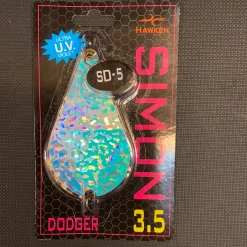 HAWKEN
ULTRA
U.V.
VIOLET
SD-5
SIMON
3.5
DODGER